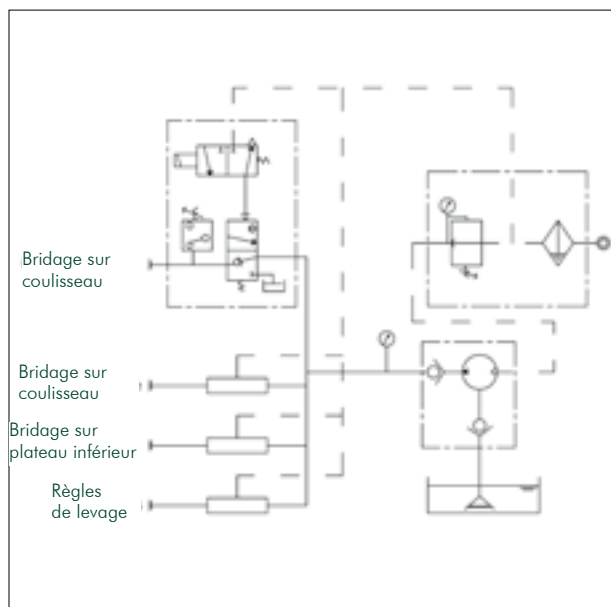 Bridage sur
coulisseau
Bridage sur
coulisseau
Bridage sur
plateau inférieur
Règles
de levage